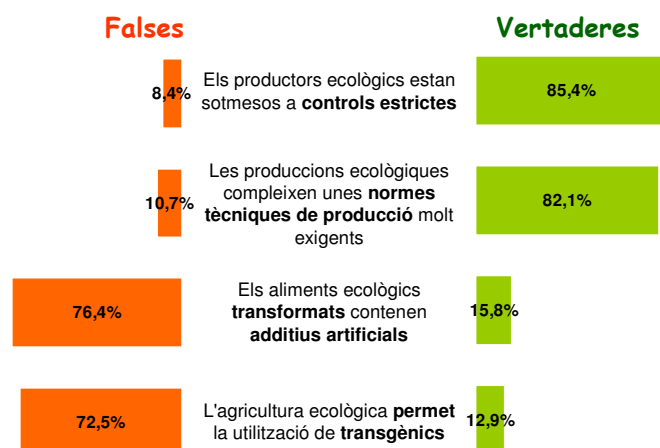 Falses
Vertaderes
8,4%
Els productors ecològics estan
sotmesos a controls estrictes
85,4%
10,7%
Les produccions ecològiques
compleixen unes normes
tècniques de producció molt
exigents
82,1%
76,4%
Els aliments ecològics
transformats contenen
additius artificials
15,8%
72,5%
L'agricultura ecològica permet
la utilització de transgènics
12,9%